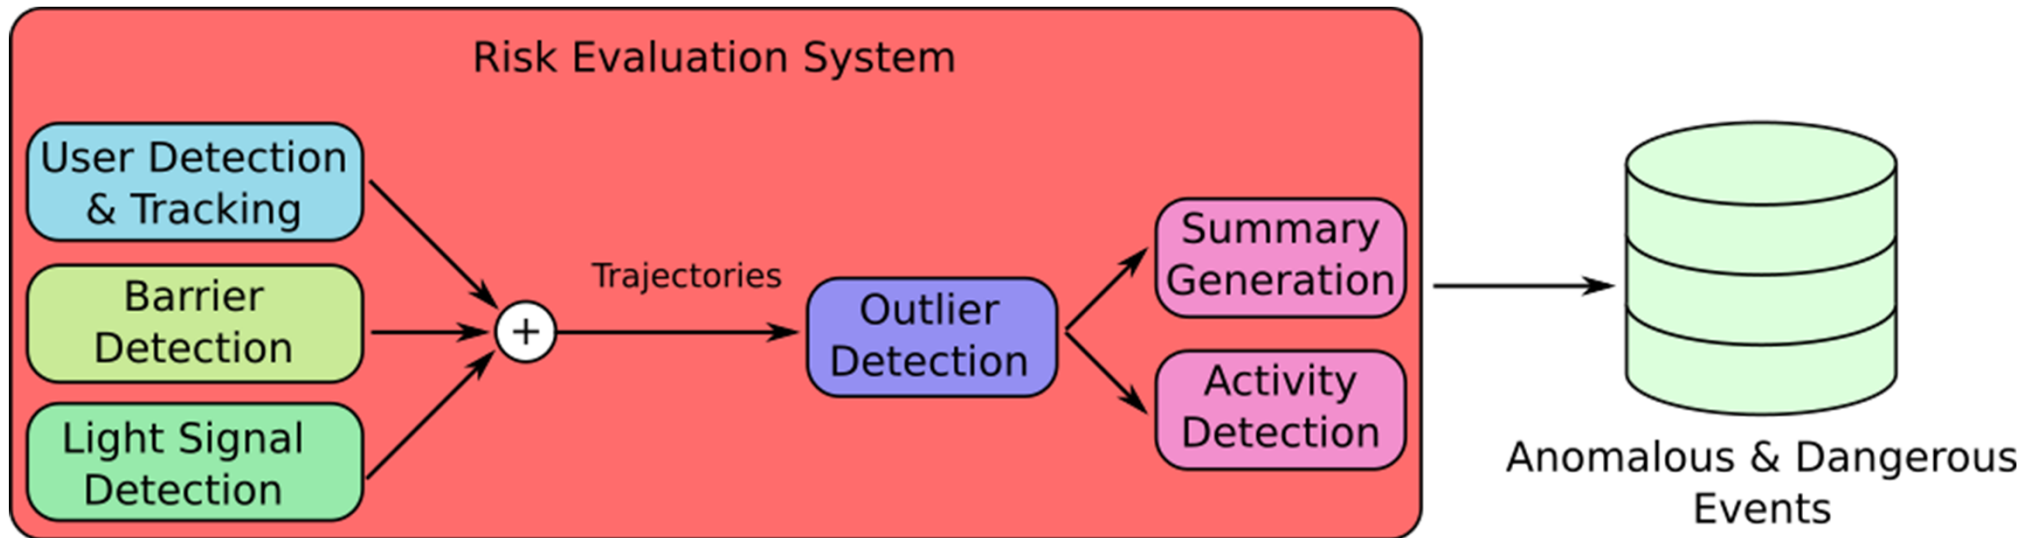 Risk Evaluation System
User Detection
& Tracking
Barrier
Detection
Light Signal
Detection
+
Trajectories
Outlier
Detection
Summary
Generation
Activity
Detection
Anomalous & Dangerous
Events